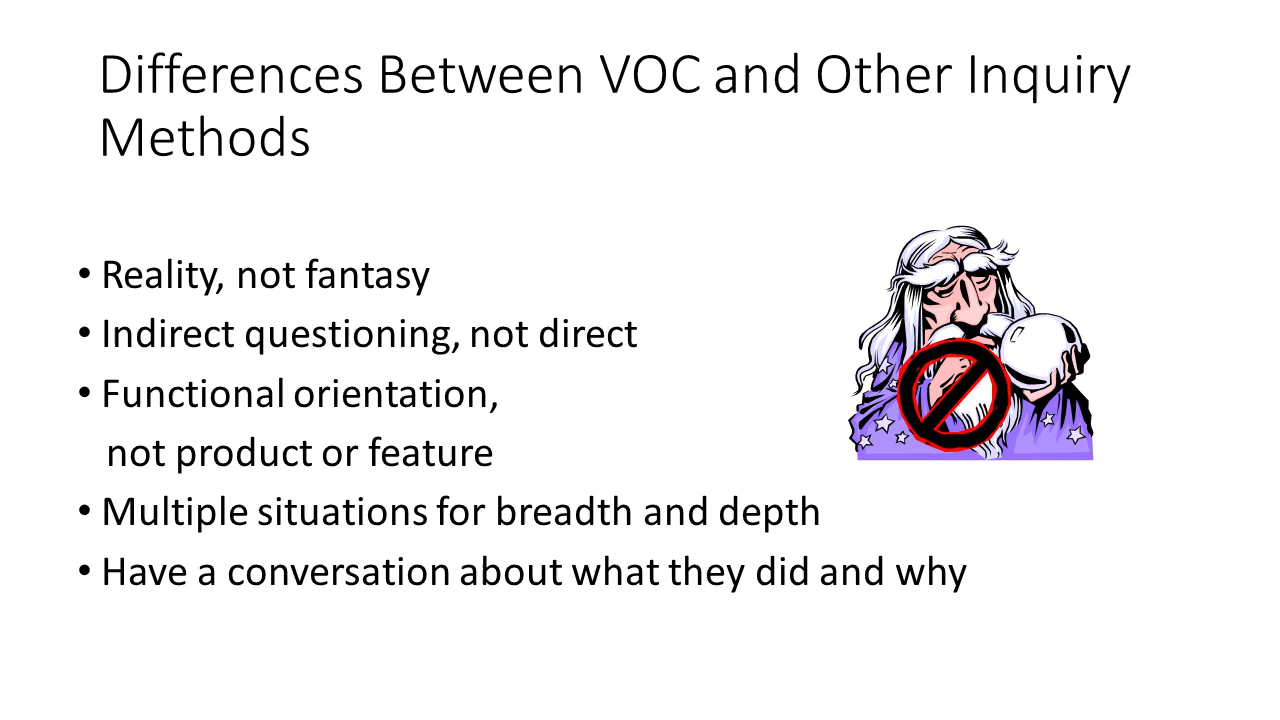 Differences Between VOC and Other Inquiry
Methods
• Reality, not fantasy
• Indirect questioning, not direct
• Functional orientation,
not product or feature
• Multiple situations for breadth and depth
• Have a conversation about what they did and why